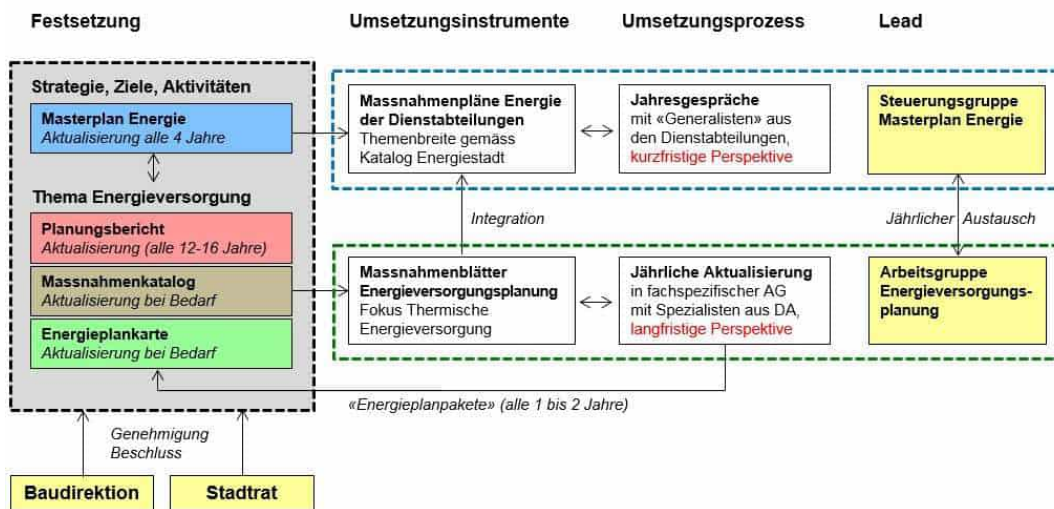 Festsetzung
Umsetzungsinstrumente
Umsetzungsprozess
Lead
Strategie, Ziele, Aktivitäten
Masterplan Energie
Aktualisierung alle 4 Jahre
Massnahmenpläne Energie
der Dienstabteilungen
Themenbreite gemäss
Katalog Energiestadt
Jahresgespräche
mit «Generalisten» aus
den Dienstabteilungen,
kurzfristige Perspektive
Steuerungsgruppe
Masterplan Energie
Integration
Jährlicher Austausch
Thema Energieversorgung
Planungsbericht
Aktualisierung (alle 12-16 Jahre)
Massnahmenkatalog
Aktualisierung bei Bedarf
Energieplankarte
Aktualisierung bei Bedarf
Massnahmenblätter
Energieversorgungsplanung
Fokus Thermische
Energieversorgung
Jährliche Aktualisierung
in fachspezifischer AG
mit Spezialisten aus DA,
langfristige Perspektive
Arbeitsgruppe
Energieversorgungs-
planung
«Energieplanpakete» (alle 1 bis 2 Jahre)
Genehmigung
Beschluss
Baudirektion
Stadtrat